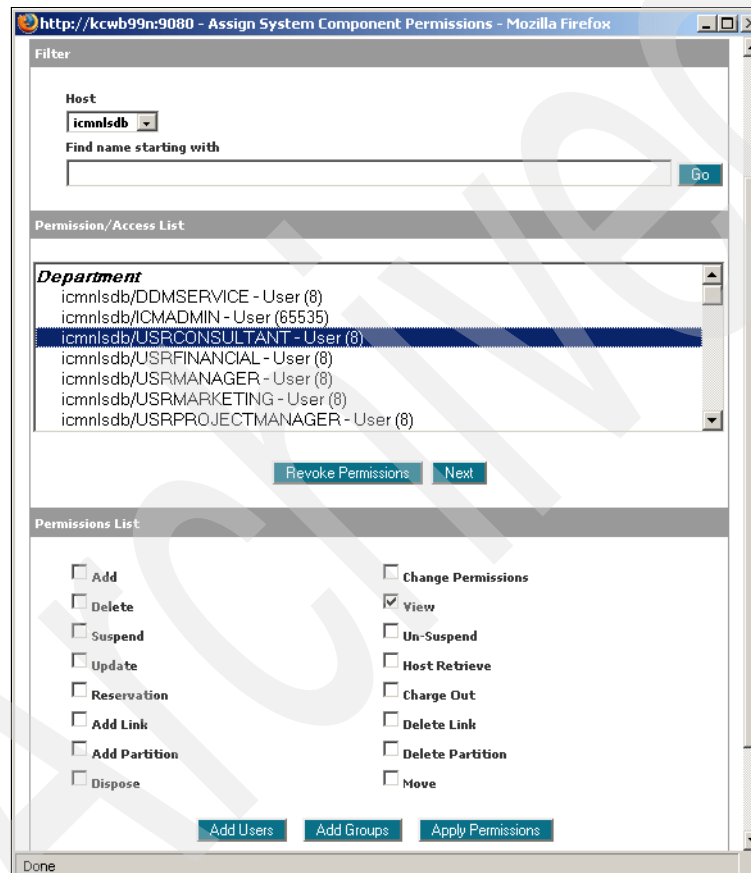 http://kcwb99n:9080 - Assign System Component Permissions - Mozilla Firefox
Filter
Host
icmnlsdb
Find name starting with
Go
Permission/Access List
Department
icmnlsdb/DDMSERVICE - User (8)
icmnlsdb/ICMADMIN - User (65535)
icmnlsdb/USRCONSULTANT - User (8)
icmnlsdb/USRFINANCIAL - User (8)
icmnlsdb/USRMANAGER - User (8)
icmnlsdb/USRMARKETING - User (8)
icmnlsdb/USRPROJECTMANAGER - User (8)
Revoke Permissions Next
Permissions List
Add Change Permissions
Delete View
Suspend Un-Suspend
Update Host Retrieve
Reservation Charge Out
Add Link Delete Link
Add Partition Delete Partition
Dispose Move
Add Users Add Groups Apply Permissions
Done